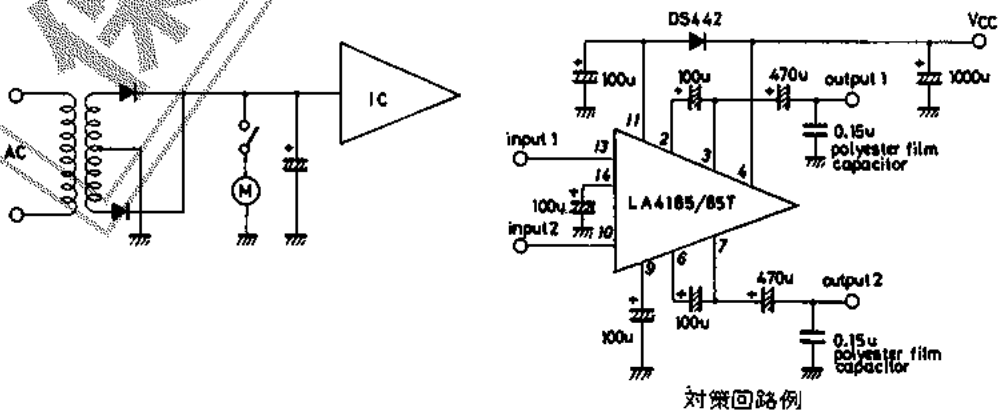 AC
IC
M
DS442
VCC
100u
100u
470u
output 1
1000u
11
2
0.15u
polyester film
capacitor
input 1
13
3
4
14
LA4185/85T
100u
input2
10
9
6
7
470u
output 2
100u
100u
0.15u
polyester film
capacitor
対策回路例